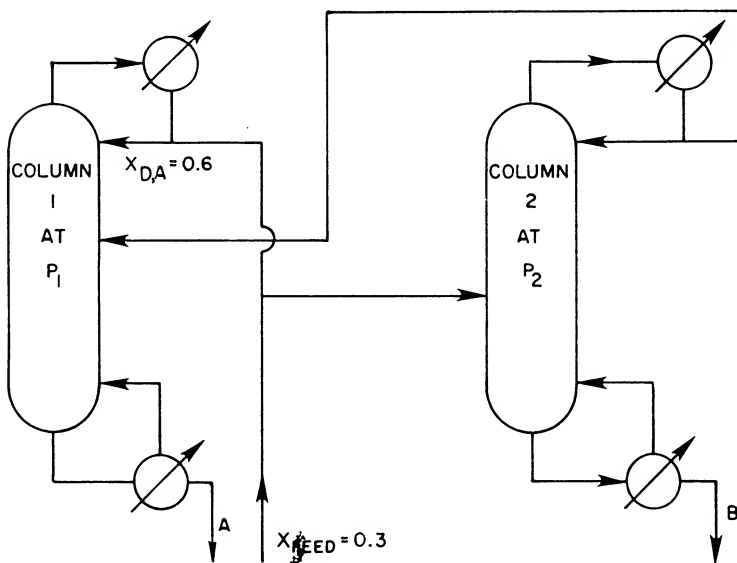 COLUMN
1
AT
P1
XD,A = 0.6
COLUMN
2
AT
P2
A
XFEED = 0.3
B